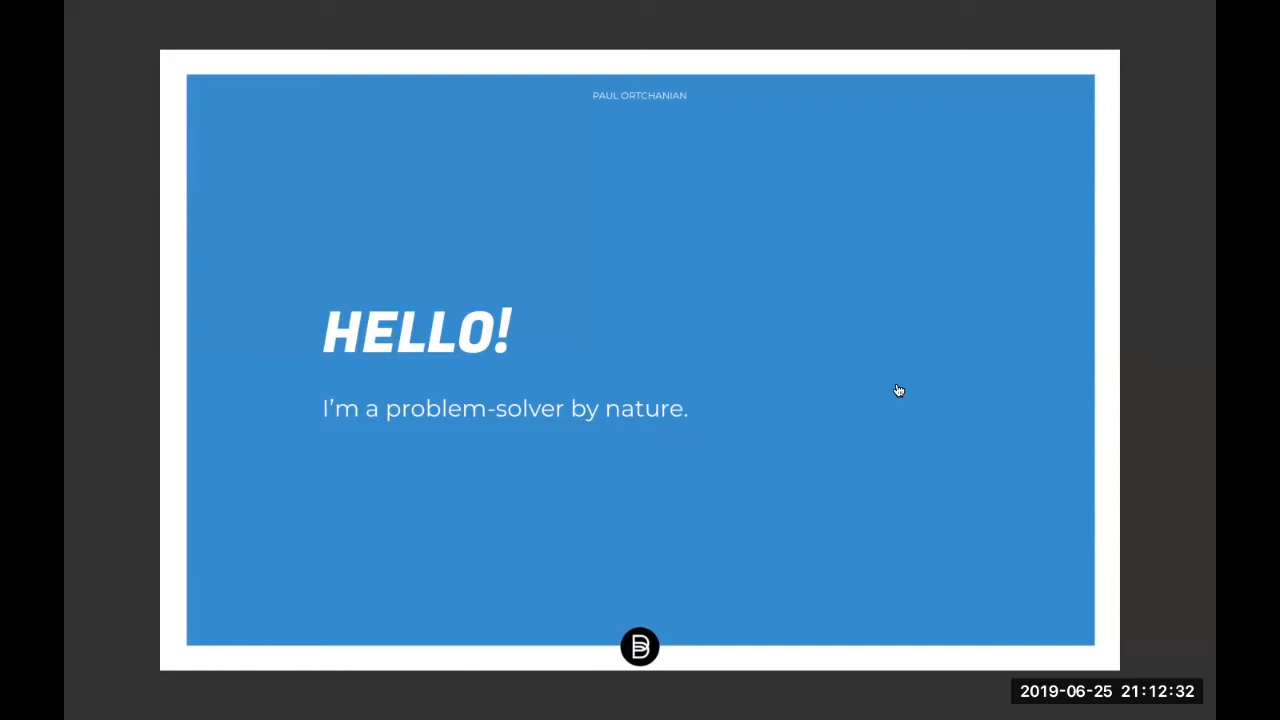 PAUL ORTCHANIAN
HELLO!
I'm a problem-solver by nature.
2019-06-25 21:12:32